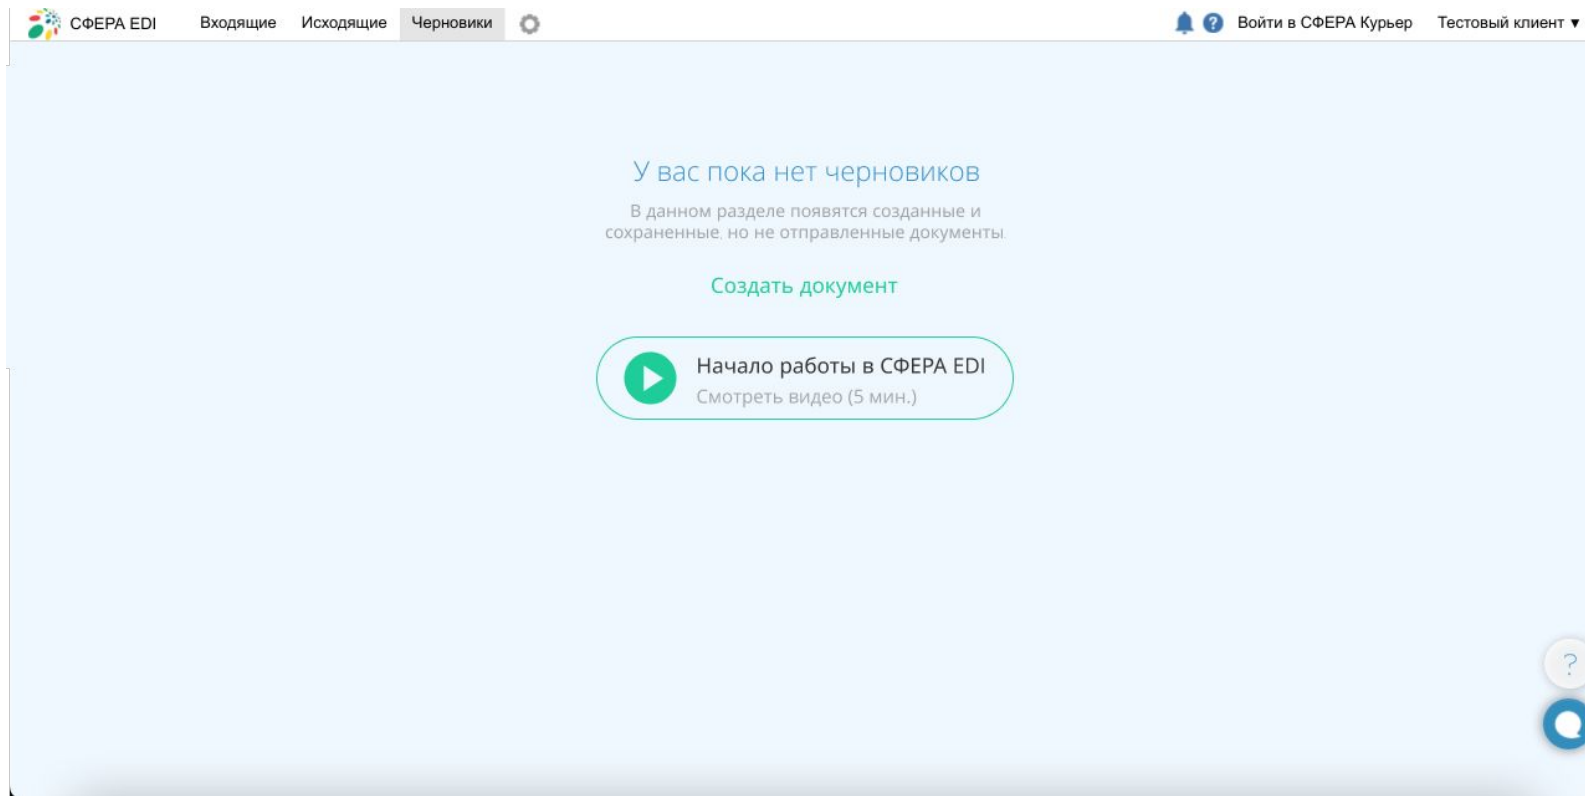 СФЕРА EDI Входящие Исходящие Черновики ? Войти в СФЕРА Курьер Тестовый клиент ▼
У вас пока нет черновиков
В данном разделе появятся созданные и
сохраненные, но не отправленные документы.
Создать документ
Начало работы в СФЕРА EDI
Смотреть видео (5 мин.)
?